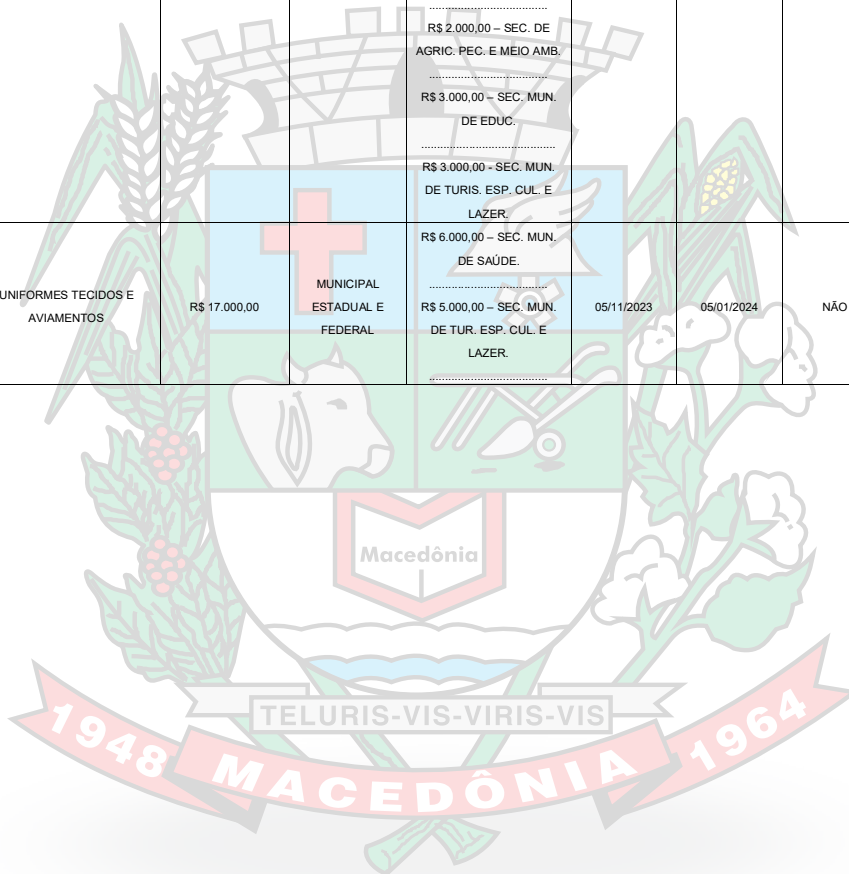 .....................................
R$ 2.000,00 – SEC. DE
AGRIC. PEC. E MEIO AMB.
.....................................
R$ 3.000,00 – SEC. MUN.
DE EDUC.
..........................................
R$ 3.000,00 - SEC. MUN.
DE TURIS. ESP. CUL. E
LAZER.
UNIFORMES TECIDOS E
AVIAMENTOS
R$ 17.000,00
MUNICIPAL
ESTADUAL E
FEDERAL
R$ 6.000,00 – SEC. MUN.
DE SAÚDE.
.....................................
R$ 5.000,00 – SEC. MUN.
DE TUR. ESP. CUL. E
LAZER.
.....................................
05/11/2023
05/01/2024
NÃO
Macedônia
TELURIS-VIS-VIRIS-VIS
1948 MACEDÔNIA 1964